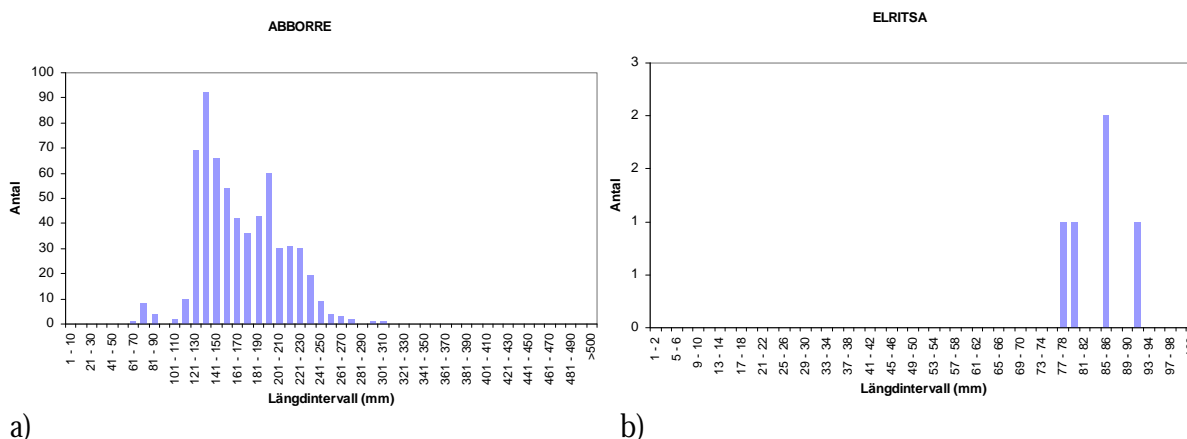 ABBORRE
100
90
80
70
60
50
40
30
20
10
0
Antal
1 - 10
21 - 30
41 - 50
61 - 70
81 - 90
101 - 110
121 - 130
141 - 150
161 - 170
181 - 190
201 - 210
221 - 230
241 - 250
261 - 270
281 - 290
301 - 310
321 - 330
341 - 350
361 - 370
381 - 390
401 - 410
421 - 430
441 - 450
461 - 470
481 - 490
>500
Längdintervall (mm)
a)
ELRITSA
3
2
2
1
1
0
Antal
1 - 2
5 - 6
9 - 10
13 - 14
17 - 18
21 - 22
25 - 26
29 - 30
33 - 34
37 - 38
41 - 42
45 - 46
49 - 50
53 - 54
57 - 58
61 - 62
65 - 66
69 - 70
73 - 74
77 - 78
81 - 82
85 - 86
89 - 90
93 - 94
97 - 98
Längdintervall (mm)
b)